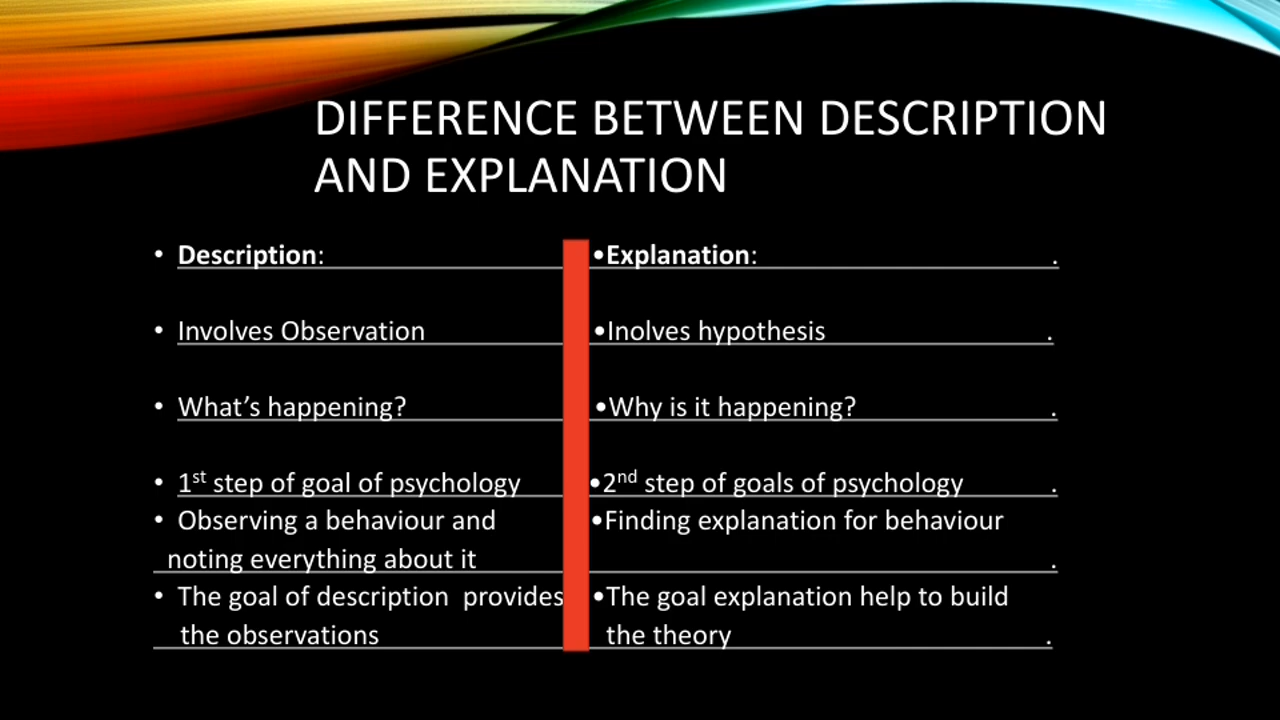 DIFFERENCE BETWEEN DESCRIPTION
AND EXPLANATION
• Description:
• Involves Observation
• What’s happening?
• 1st step of goal of psychology
• Observing a behaviour and
noting everything about it
• The goal of description provides
the observations
•Explanation: .
•Inolves hypothesis .
•Why is it happening? .
•2nd step of goals of psychology .
•Finding explanation for behaviour
.
•The goal explanation help to build
the theory .